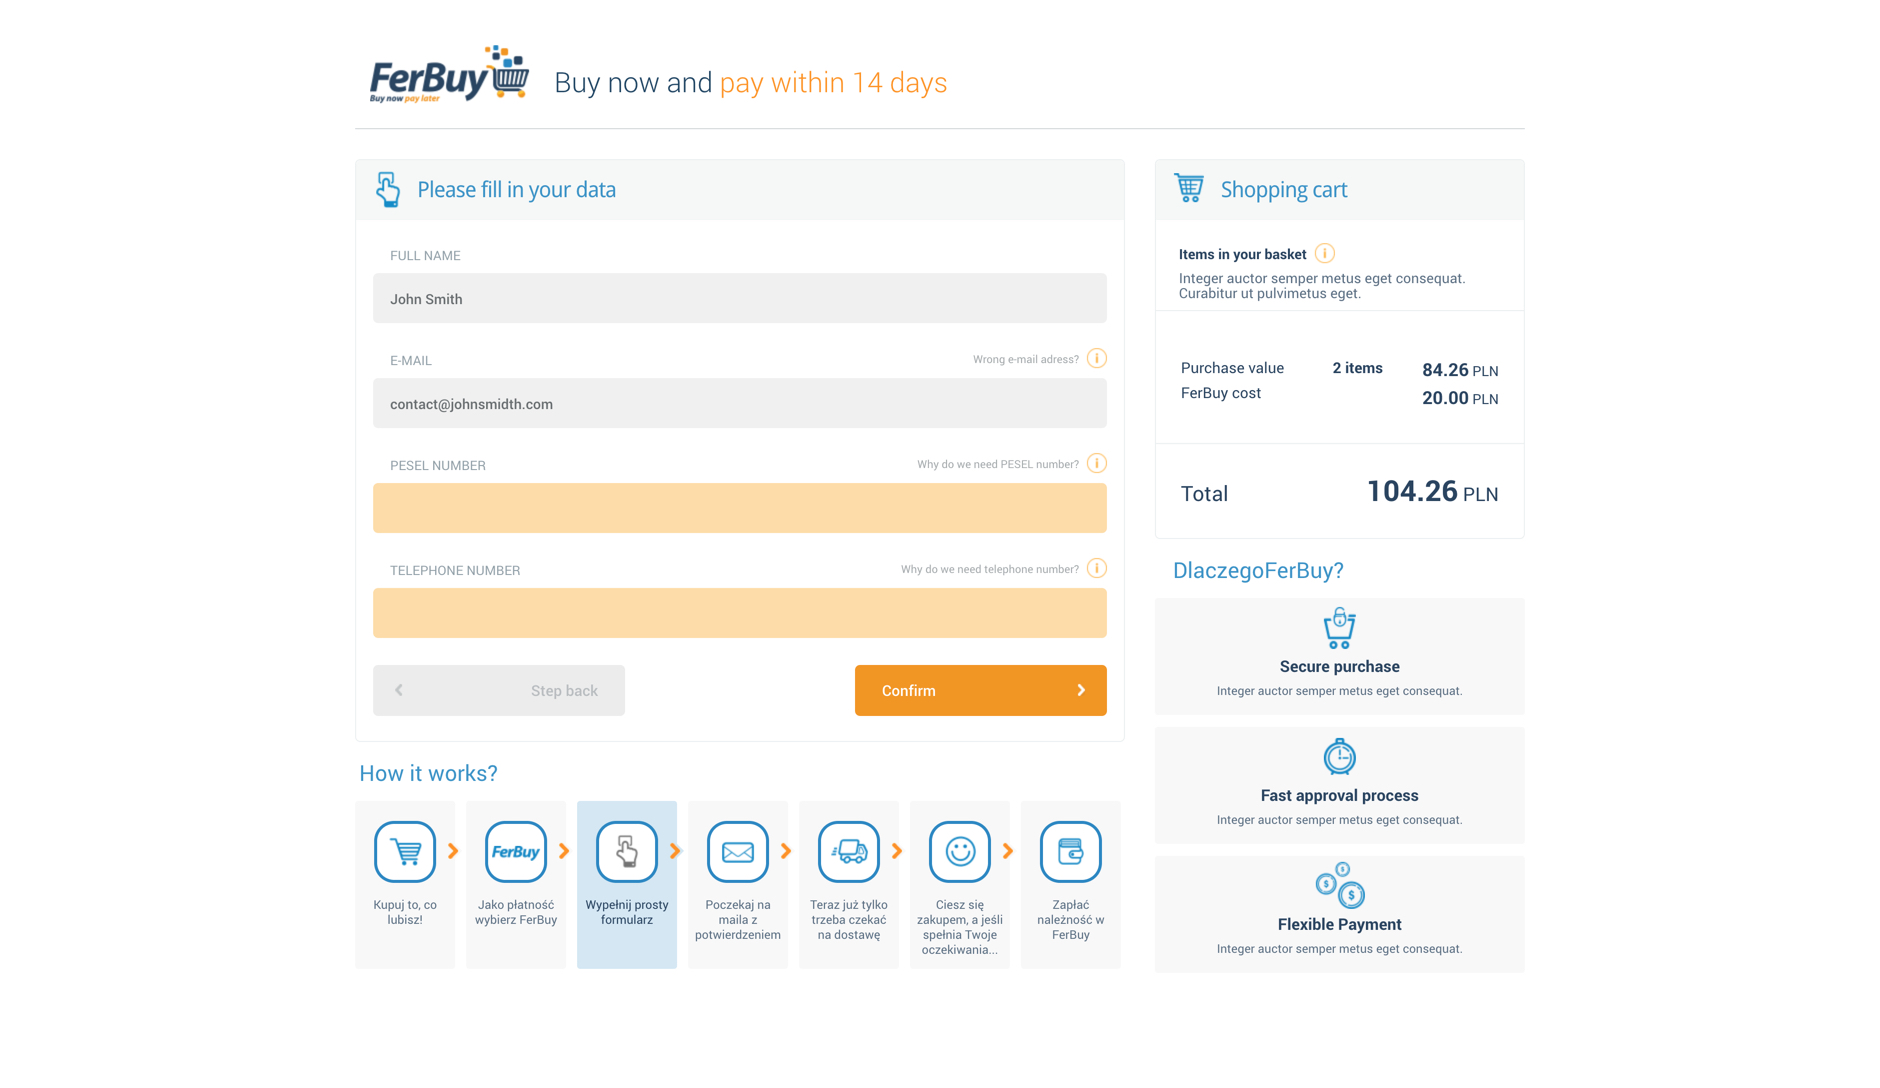 FerBuy
Buy now pay later
Buy now and pay within 14 days
Please fill in your data
FULL NAME
John Smith
E-MAIL
Wrong e-mail adress?
contact@johnsmidth.com
PESEL NUMBER
Why do we need PESEL number?
TELEPHONE NUMBER
Why do we need telephone number?
Step back
Confirm
Shopping cart
Items in your basket
Integer auctor semper metus eget consequat.
Curabitur ut pulvimetus eget.
Purchase value 2 items 84.26 PLN
FerBuy cost 20.00 PLN
Total 104.26 PLN
DlaczegoFerBuy?
Secure purchase
Integer auctor semper metus eget consequat.
Fast approval process
Integer auctor semper metus eget consequat.
Flexible Payment
Integer auctor semper metus eget consequat.
How it works?
Kupuj to, co
lubisz!
FerBuy
Jako płatność
wybierz FerBuy
Wypełnij prosty
formularz
Poczekaj na
maila z
potwierdzeniem
Teraz już tylko
trzeba czekać
na dostawę
Ciesz się
zakupem, a jeśli
spełnia Twoje
oczekiwania...
Zapłać
należność w
FerBuy